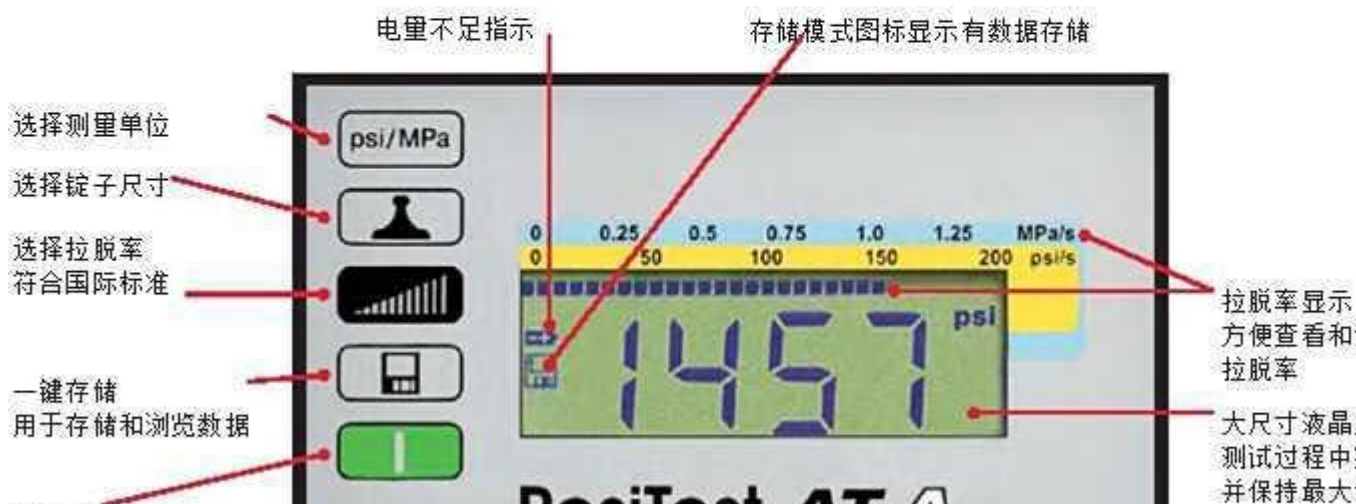 电量不足指示
存储模式图标显示有数据存储
选择测量单位
psi/MPa
选择锭子尺寸
选择拉脱率
符合国际标准
0 0.25 0.5 0.75 1.0 1.25 MPa/s
0 50 100 150 200 psi/s
psi
1457
拉脱率显示
方便查看和
拉脱率
一键存储
用于存储和浏览数据
大尺寸液晶
测试过程中
并保持最大
PosiTest AT